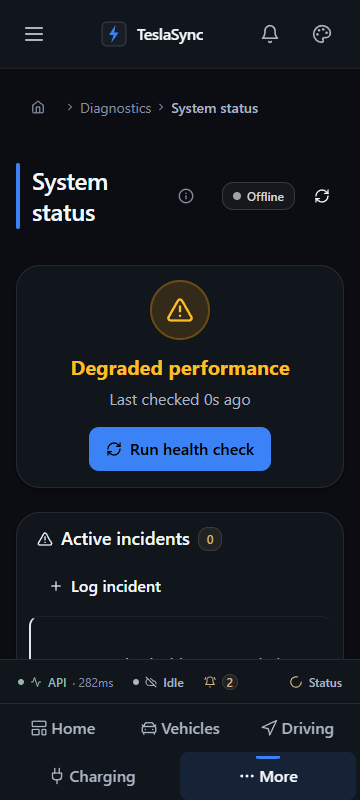 TeslaSync
Diagnostics
System status
System
status
Offline
Degraded performance
Last checked 0s ago
Run health check
Active incidents 0
Log incident
API · 282ms
Idle
2
Status
Home
Vehicles
Driving
Charging
More